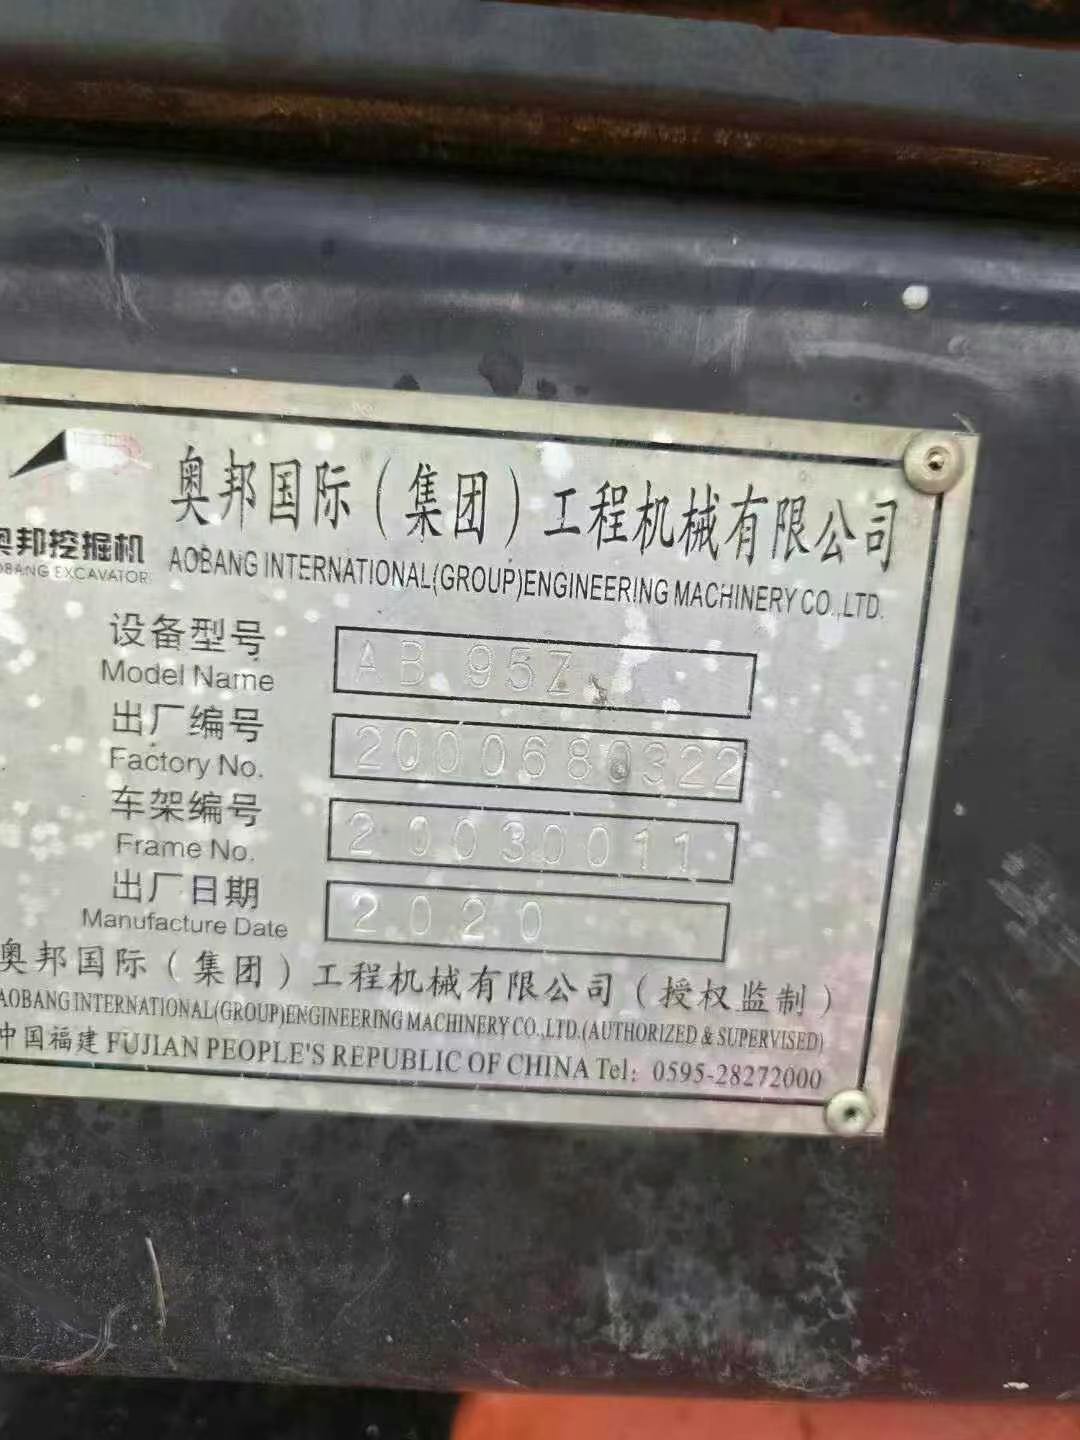 奥邦国际（集团）工程机械有限公司
AOBANG INTERNATIONAL(GROUP)ENGINEERING MACHINERY CO.,LTD.
奥邦挖掘机
OBANG EXCAVATOR
设备型号
Model Name
AB 95Z
出厂编号
Factory No.
2000680322
车架编号
Frame No.
20030011
出厂日期
Manufacture Date
2020
奥邦国际（集团）工程机械有限公司（授权监制）
AOBANG INTERNATIONAL(GROUP)ENGINEERING MACHINERY CO.,LTD.(AUTHORIZED & SUPERVISED)
中国福建 FUJIAN PEOPLE'S REPUBLIC OF CHINA Tel: 0595-28272000